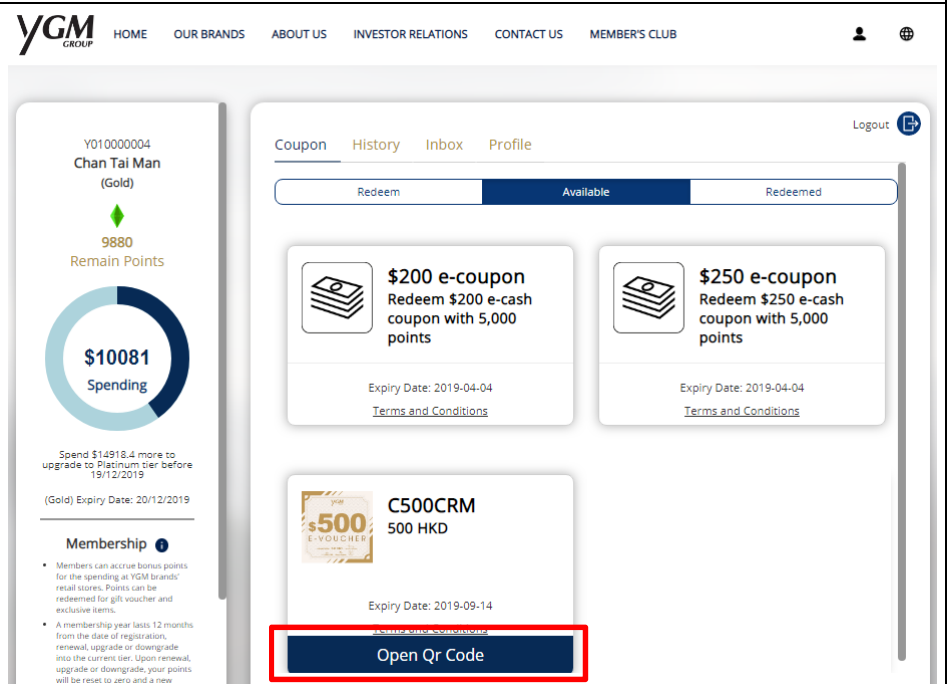 YGM
GROUP
HOME OUR BRANDS ABOUT US INVESTOR RELATIONS CONTACT US MEMBER'S CLUB
Y010000004
Chan Tai Man
(Gold)
9880
Remain Points
$10081
Spending
Spend $14918.4 more to
upgrade to Platinum tier before
19/12/2019
(Gold) Expiry Date: 20/12/2019
Membership i
• Members can accrue bonus points
for the spending at YGM brands'
retail stores. Points can be
redeemed for gift voucher and
exclusive items.
• A membership year lasts 12 months
from the date of registration,
renewal, upgrade or downgrade
into the current tier. Upon renewal,
upgrade or downgrade, your points
will be reset to zero and a new
Logout
Coupon History Inbox Profile
Redeem Available Redeemed
$200 e-coupon
Redeem $200 e-cash
coupon with 5,000
points
Expiry Date: 2019-04-04
Terms and Conditions
$250 e-coupon
Redeem $250 e-cash
coupon with 5,000
points
Expiry Date: 2019-04-04
Terms and Conditions
YGM
$500
E-VOUCHER
C500CRM
500 HKD
Expiry Date: 2019-09-14
Terms and Conditions
Open Qr Code